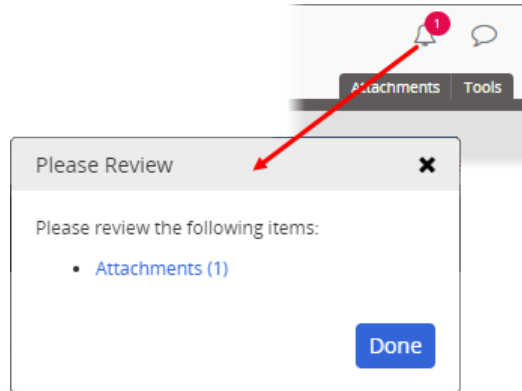 1
Attachments Tools
Please Review
Please review the following items:
Attachments (1)
Done